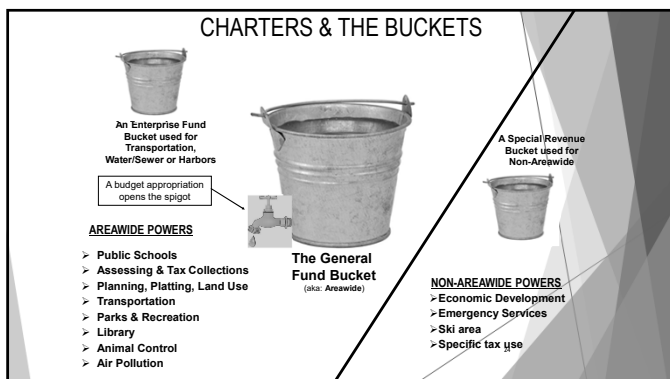 CHARTERS & THE BUCKETS
An Enterprise Fund
Bucket used for
Transportation,
Water/Sewer or Harbors
A budget appropriation
opens the spigot
AREAWIDE POWERS
➢ Public Schools
➢ Assessing & Tax Collections
➢ Planning, Platting, Land Use
➢ Transportation
➢ Parks & Recreation
➢ Library
➢ Animal Control
➢ Air Pollution
The General
Fund Bucket
(aka: Areawide)
A Special Revenue
Bucket used for
Non-Areawide
NON-AREAWIDE POWERS
➢Economic Development
➢Emergency Services
➢Ski area
➢Specific tax use